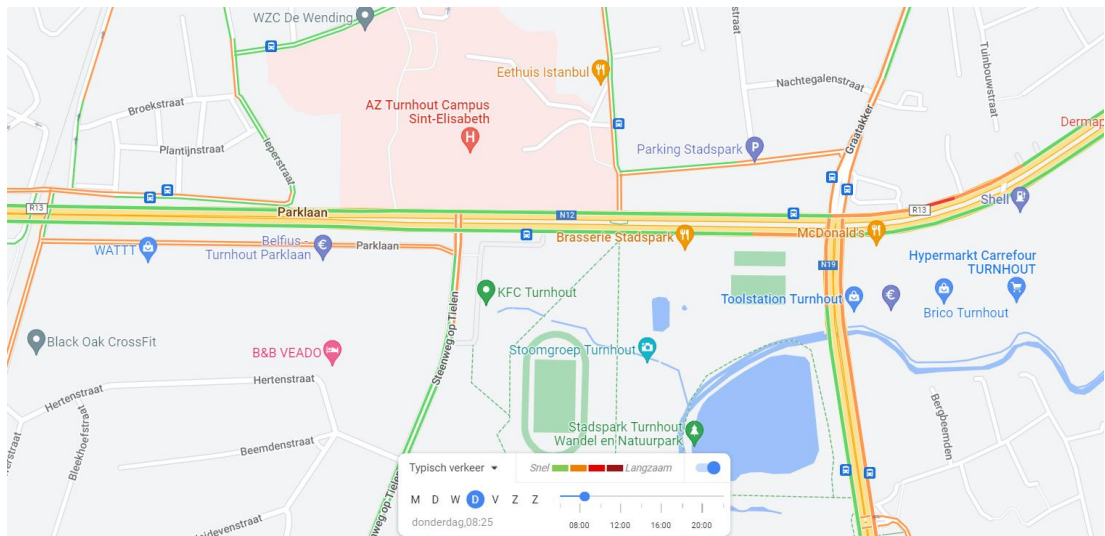 WZC De Wending
Eethuis Istanbul
Nachtegalenstraat
Tuinbouwstraat
Broekstraat
AZ Turnhout Campus
Sint-Elisabeth
H
Graatakker
Dermap
Plantijnstraat
Ieperstraat
Parking Stadspark
P
R13
Parklaan
N12
R13
Shell
WATTT
Belfius -
Turnhout Parklaan
€
Parklaan
Brasserie Stadspark
McDonald's
N19
Hypermarkt Carrefour
TURNHOUT
KFC Turnhout
Toolstation Turnhout
€
Brico Turnhout
Steenweg op Tielen
Black Oak CrossFit
B&B VEADO
Stoomgroep Turnhout
Hertenstraat
Hertenstraat
Bergbeemden
Bleekhoefstraat
Beemdenstraat
Stadspark Turnhout
Wandel en Natuurpark
Typisch verkeer
Snel
Langzaam
M D W D V Z Z
08:00 12:00 16:00 20:00
donderdag,08:25